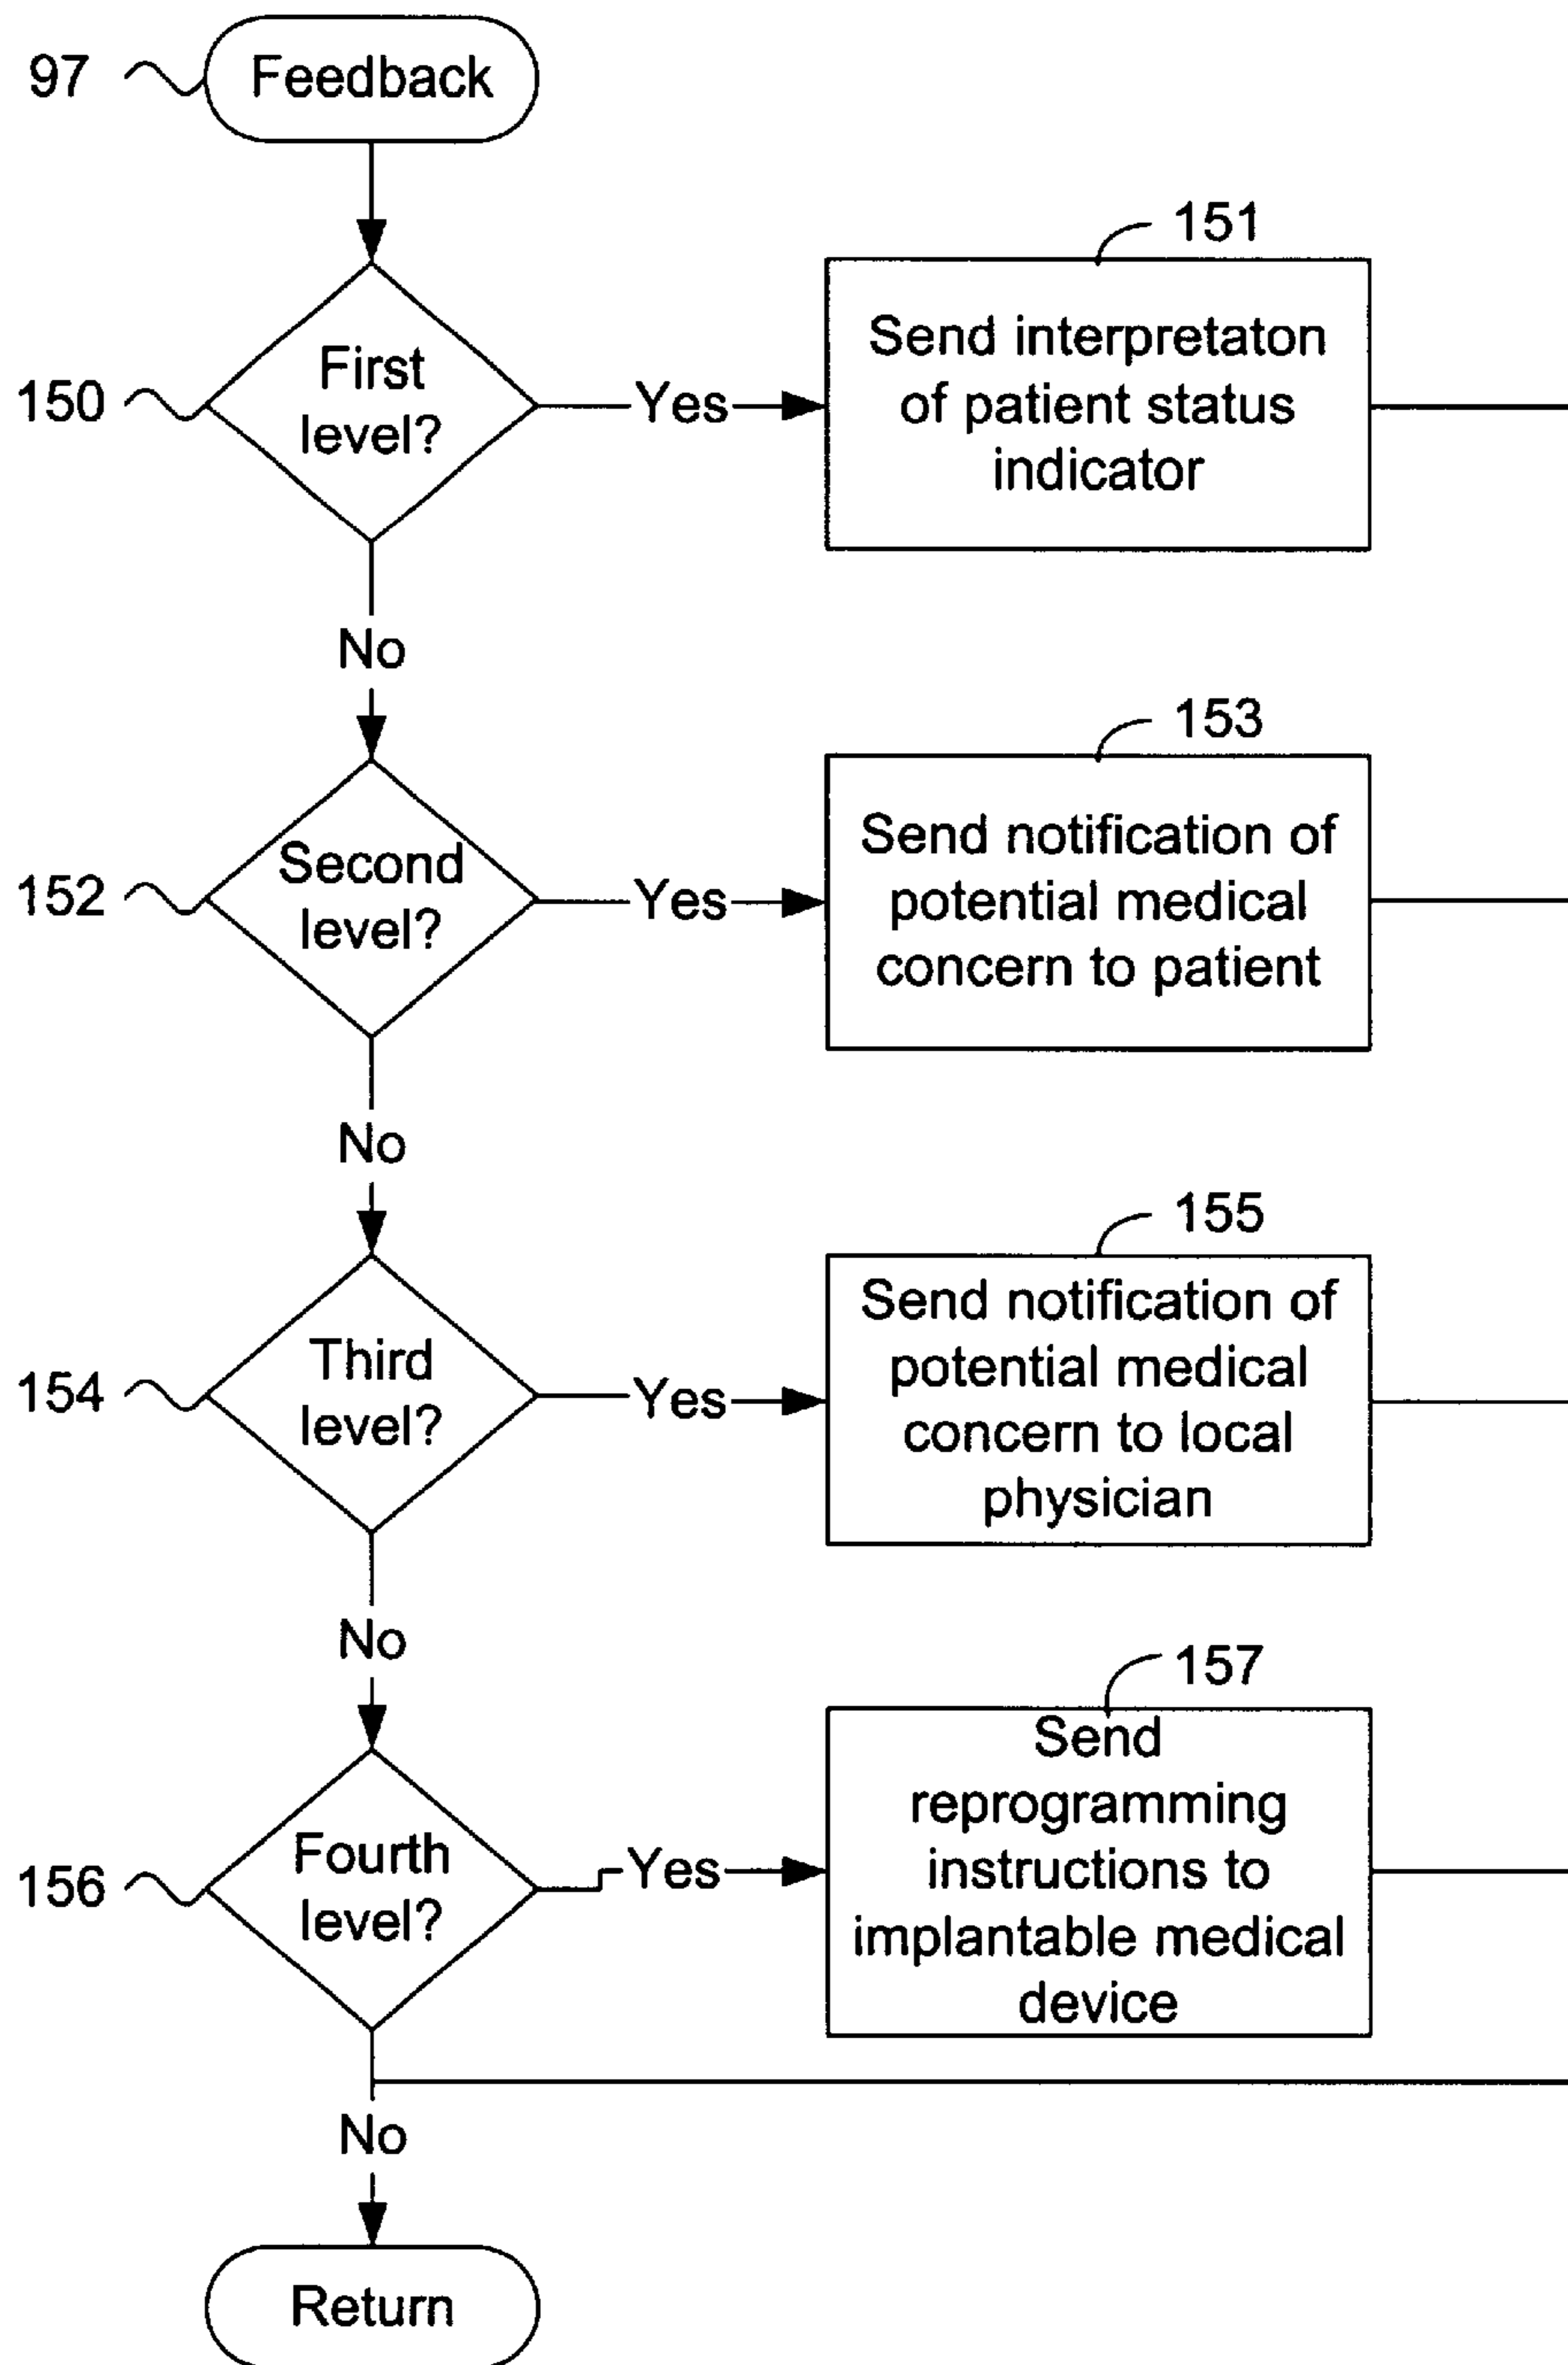 97
Feedback
151
Send interpretaton
of patient status
indicator
150
First
level?
Yes
No
153
Send notification of
potential medical
concern to patient
152
Second
level?
Yes
No
155
Send notification of
potential medical
concern to local
physician
154
Third
level?
Yes
No
157
Send
reprogramming
instructions to
implantable medical
device
156
Fourth
level?
Yes
No
Return